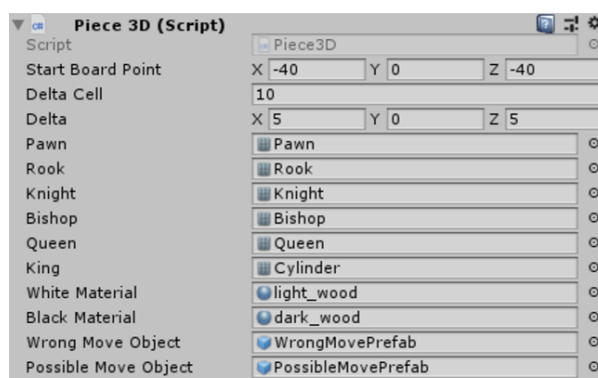 Piece 3D (Script)
Script Piece3D
Start Board Point X -40 Y 0 Z -40
Delta Cell 10
Delta X 5 Y 0 Z 5
Pawn Pawn
Rook Rook
Knight Knight
Bishop Bishop
Queen Queen
King Cylinder
White Material light_wood
Black Material dark_wood
Wrong Move Object WrongMovePrefab
Possible Move Object PossibleMovePrefab